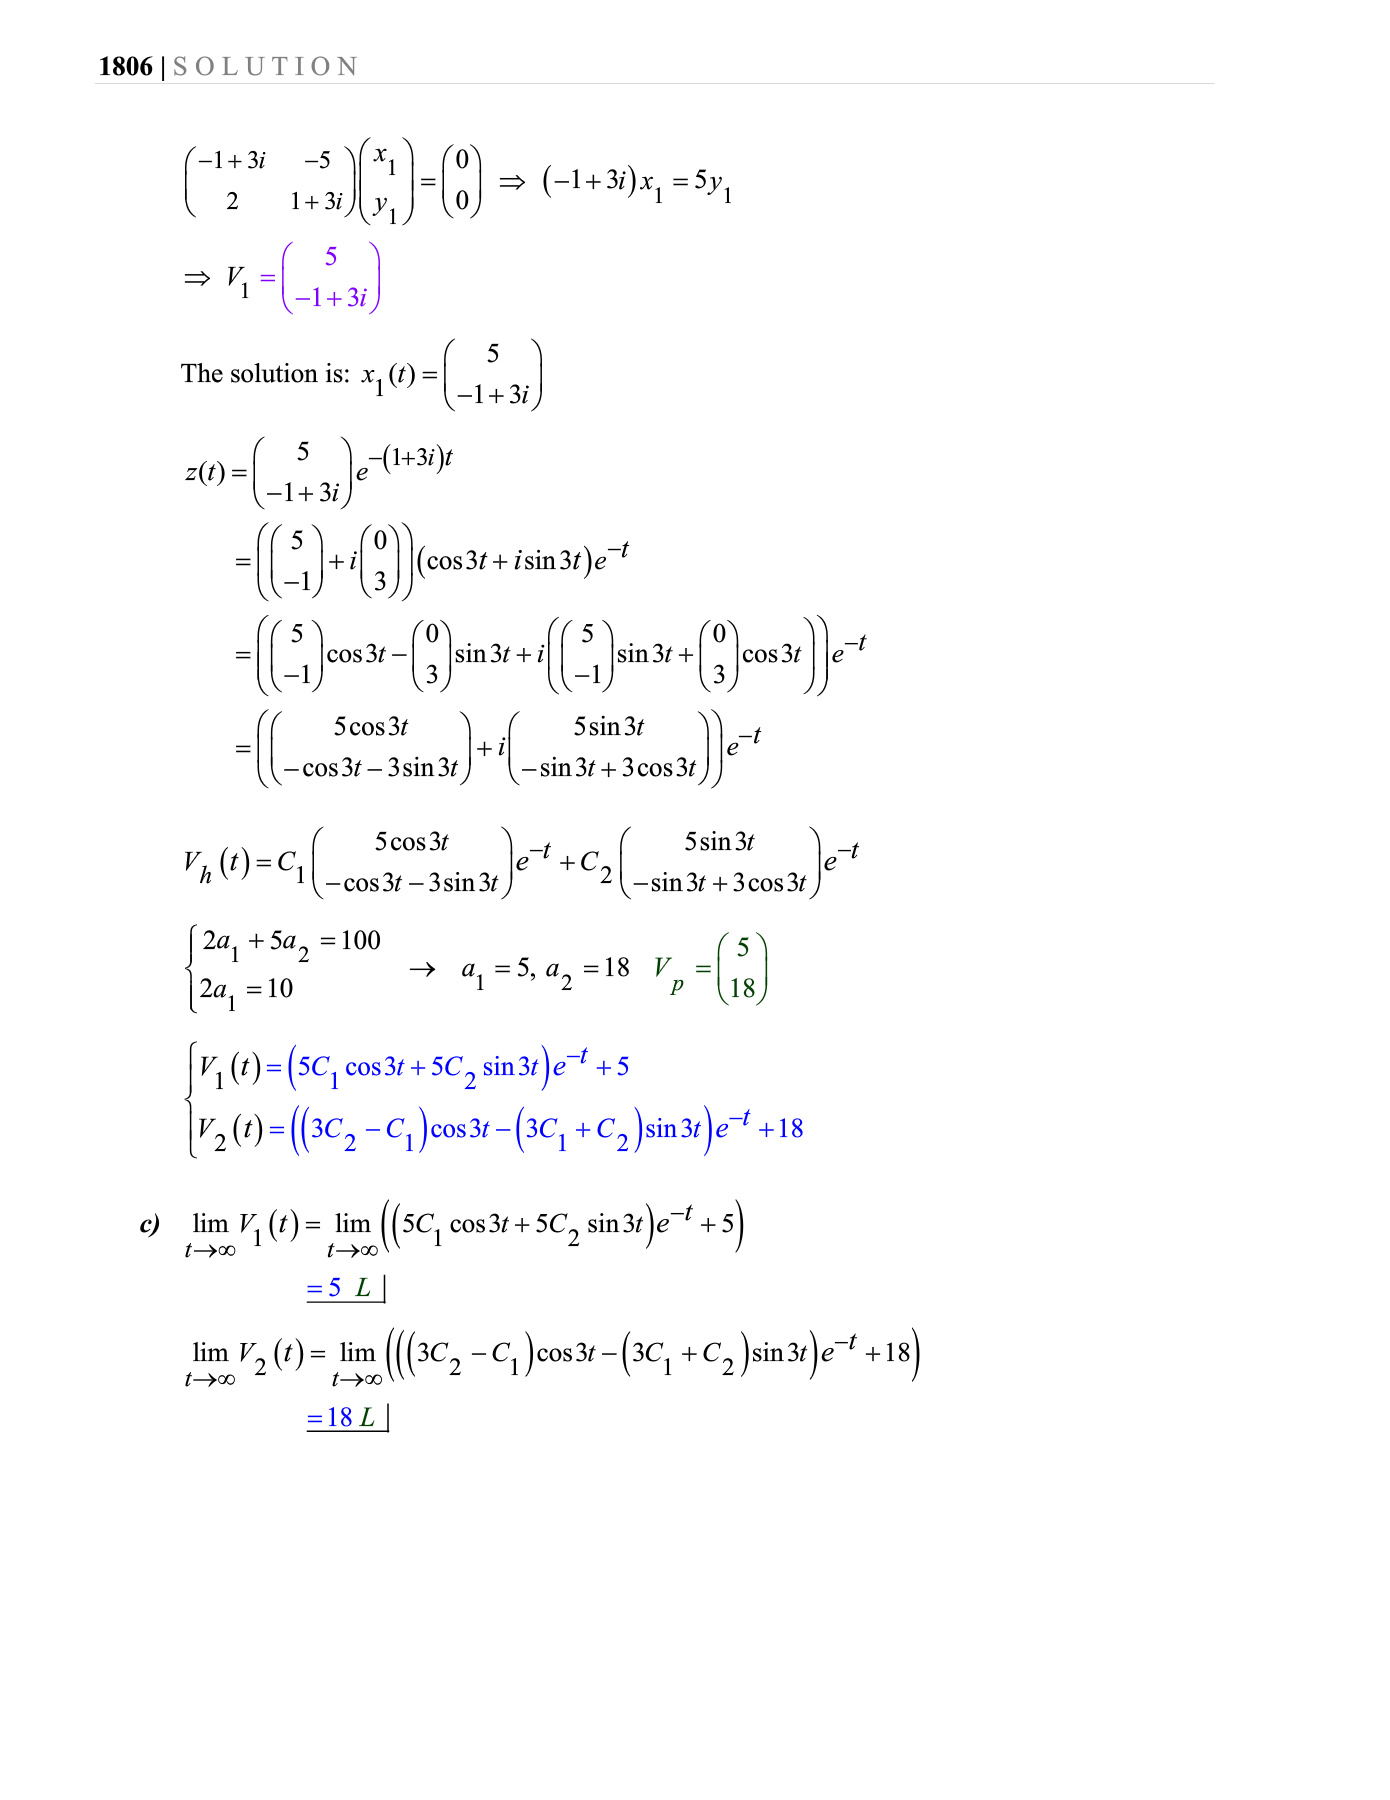 1806 | SOLUTION
$\begin{pmatrix} -1+3i & -5 \\ 2 & 1+3i \end{pmatrix}\begin{pmatrix} x_1 \\ y_1 \end{pmatrix} = \begin{pmatrix} 0 \\ 0 \end{pmatrix} \Rightarrow (-1+3i)x_1 = 5y_1$
$\Rightarrow V_1 = \begin{pmatrix} 5 \\ -1+3i \end{pmatrix}$
The solution is: $x_1(t) = \begin{pmatrix} 5 \\ -1+3i \end{pmatrix}$
$z(t) = \begin{pmatrix} 5 \\ -1+3i \end{pmatrix} e^{-(1+3i)t}$
$= \left(\begin{pmatrix} 5 \\ -1 \end{pmatrix} + i\begin{pmatrix} 0 \\ 3 \end{pmatrix}\right)(\cos 3t + i\sin 3t)e^{-t}$
$= \left(\begin{pmatrix} 5 \\ -1 \end{pmatrix}\cos 3t - \begin{pmatrix} 0 \\ 3 \end{pmatrix}\sin 3t + i\left(\begin{pmatrix} 5 \\ -1 \end{pmatrix}\sin 3t + \begin{pmatrix} 0 \\ 3 \end{pmatrix}\cos 3t\right)\right)e^{-t}$
$= \left(\begin{pmatrix} 5\cos 3t \\ -\cos 3t - 3\sin 3t \end{pmatrix} + i\begin{pmatrix} 5\sin 3t \\ -\sin 3t + 3\cos 3t \end{pmatrix}\right)e^{-t}$
$V_h(t) = C_1\begin{pmatrix} 5\cos 3t \\ -\cos 3t - 3\sin 3t \end{pmatrix}e^{-t} + C_2\begin{pmatrix} 5\sin 3t \\ -\sin 3t + 3\cos 3t \end{pmatrix}e^{-t}$
$\begin{cases} 2a_1 + 5a_2 = 100 \\ 2a_1 = 10 \end{cases} \rightarrow a_1 = 5, a_2 = 18 \quad V_p = \begin{pmatrix} 5 \\ 18 \end{pmatrix}$
$\begin{cases} V_1(t) = (5C_1\cos 3t + 5C_2\sin 3t)e^{-t} + 5 \\ V_2(t) = ((3C_2 - C_1)\cos 3t - (3C_1 + C_2)\sin 3t)e^{-t} + 18 \end{cases}$
c) $\lim_{t\to\infty} V_1(t) = \lim_{t\to\infty}((5C_1\cos 3t + 5C_2\sin 3t)e^{-t} + 5)$
$= 5\ L\,|$
$\lim_{t\to\infty} V_2(t) = \lim_{t\to\infty}(((3C_2 - C_1)\cos 3t - (3C_1 + C_2)\sin 3t)e^{-t} + 18)$
$= 18\ L\,|$